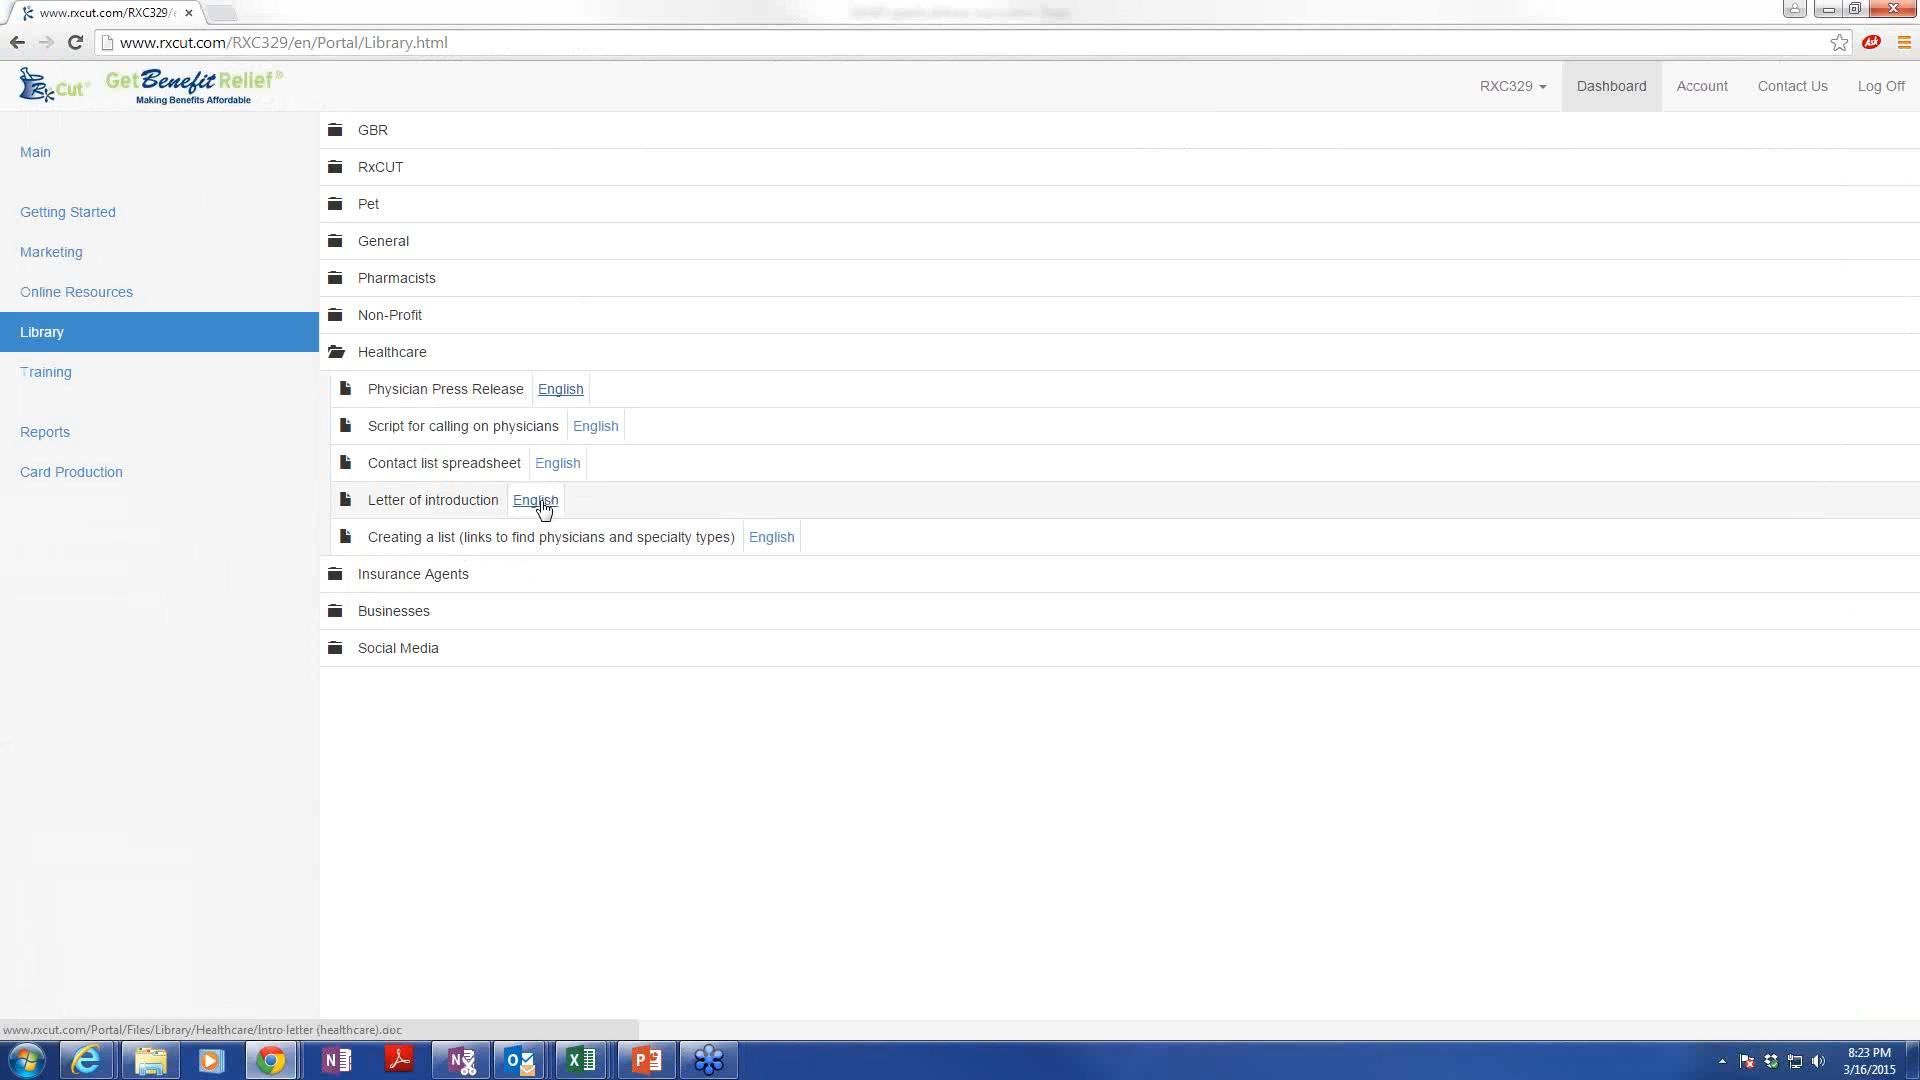 www.rxcut.com/RXC329/
www.rxcut.com/RXC329/en/Portal/Library.html
Ask
Rx Cut® GetBenefitRelief®
Making Benefits Affordable
RXC329
Dashboard
Account
Contact Us
Log Off
Main
Getting Started
Marketing
Online Resources
Library
Training
Reports
Card Production
GBR
RxCUT
Pet
General
Pharmacists
Non-Profit
Healthcare
Physician Press Release English
Script for calling on physicians English
Contact list spreadsheet English
Letter of introduction English
Creating a list (links to find physicians and specialty types) English
Insurance Agents
Businesses
Social Media
www.rxcut.com/Portal/Files/Library/Healthcare/Intro letter (healthcare).doc
8:23 PM
3/16/2015